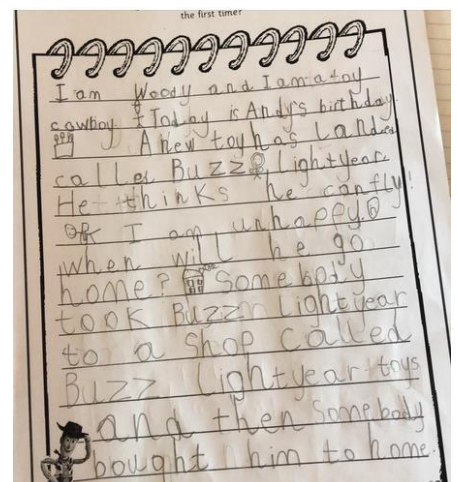 the first time?
I am Woody and I am a toy
cowboy Today is Andy's birthday.
A new toy has Landed
called Buzz Lightyear
He thinks he can fly!
I am unhappy.
when will he go
home? Somebody
took Buzz Lightyear
to a Shop called
Buzz Lightyear toys
and then Somebody
bought him to home.